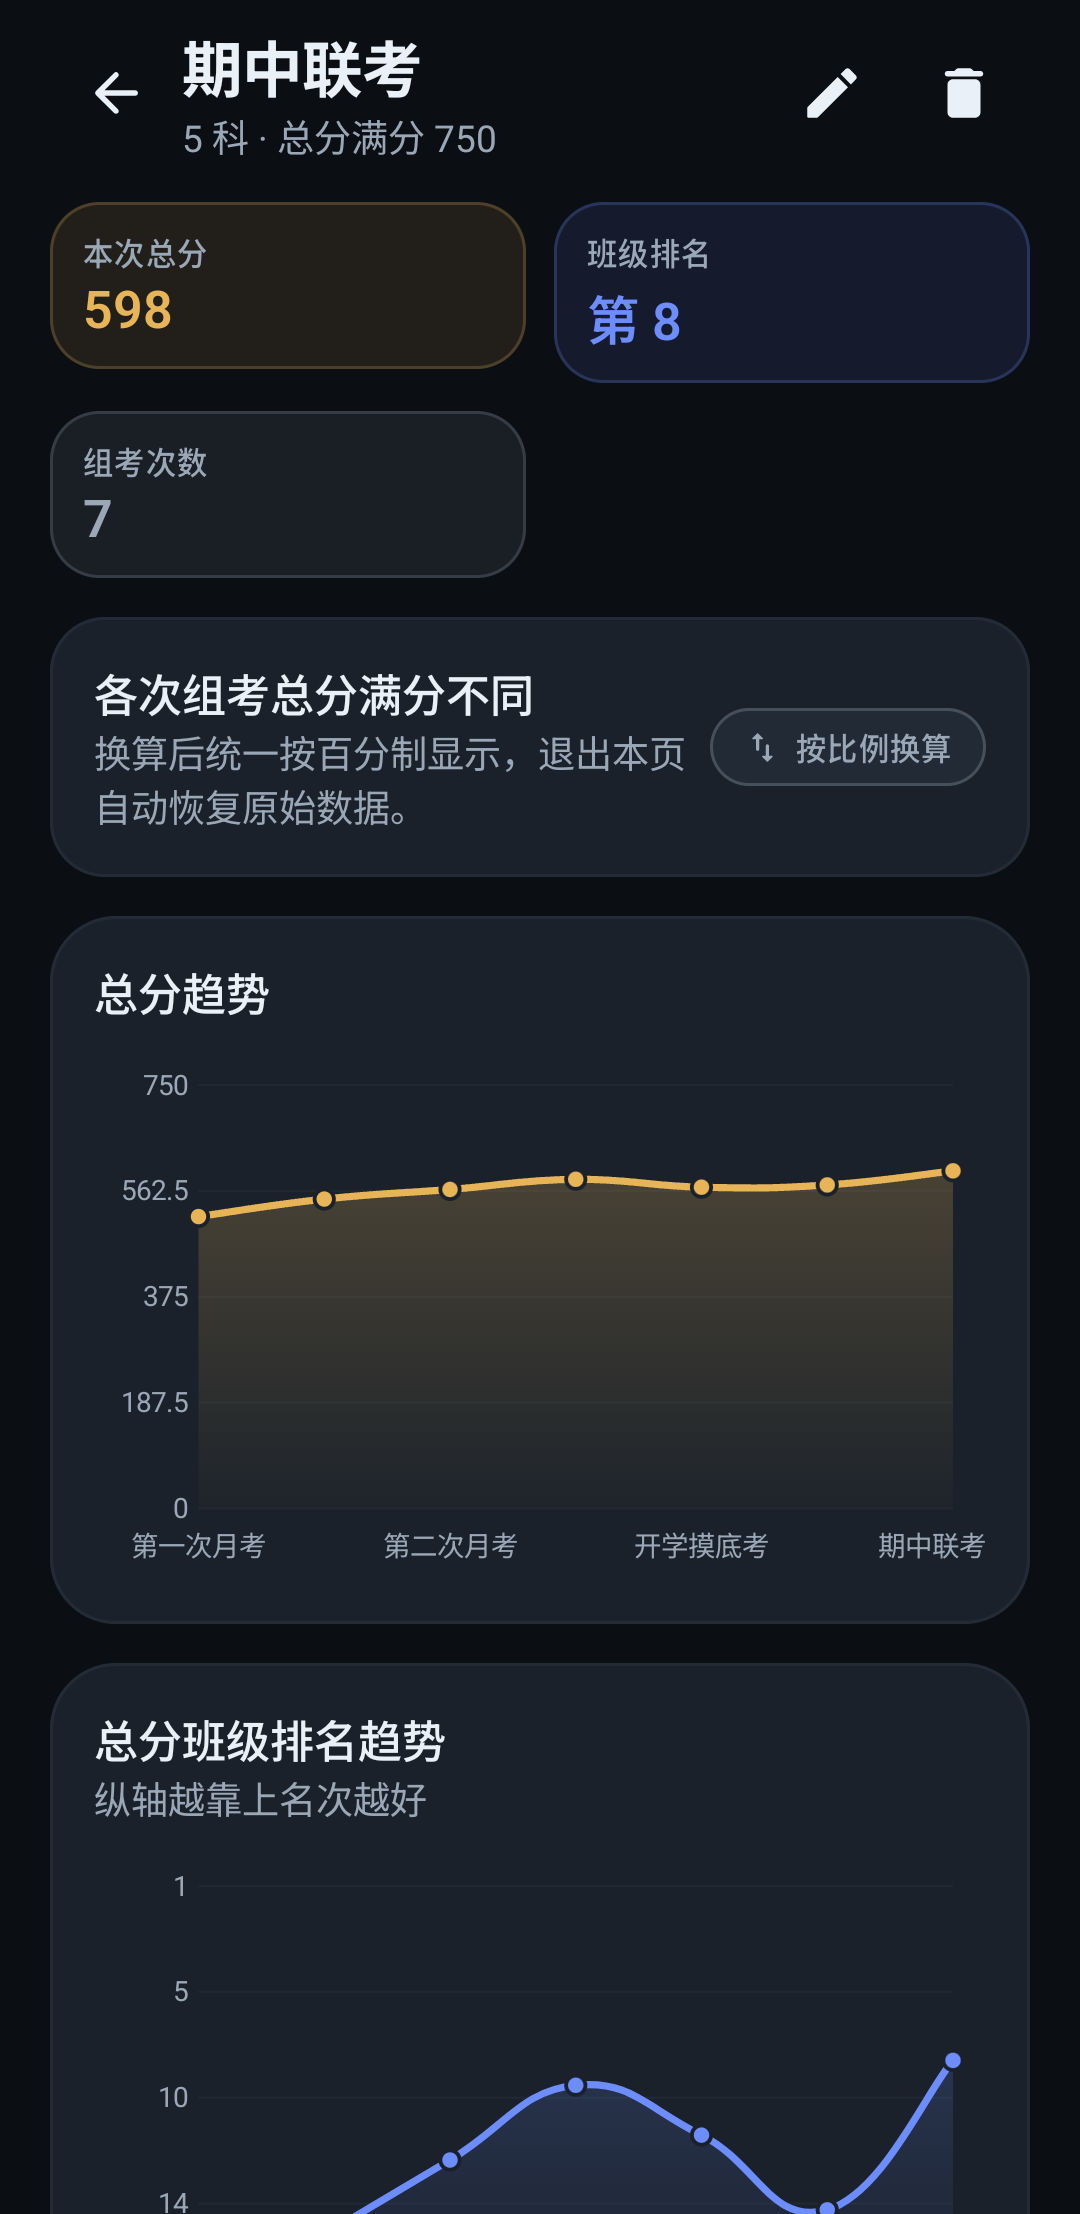 期中联考
5 科 · 总分满分 750
本次总分
598
班级排名
第 8
组考次数
7
各次组考总分满分不同
换算后统一按百分制显示，退出本页
自动恢复原始数据。
按比例换算
总分趋势
750
562.5
375
187.5
0
第一次月考 第二次月考 开学摸底考 期中联考
总分班级排名趋势
纵轴越靠上名次越好
1
5
10
14